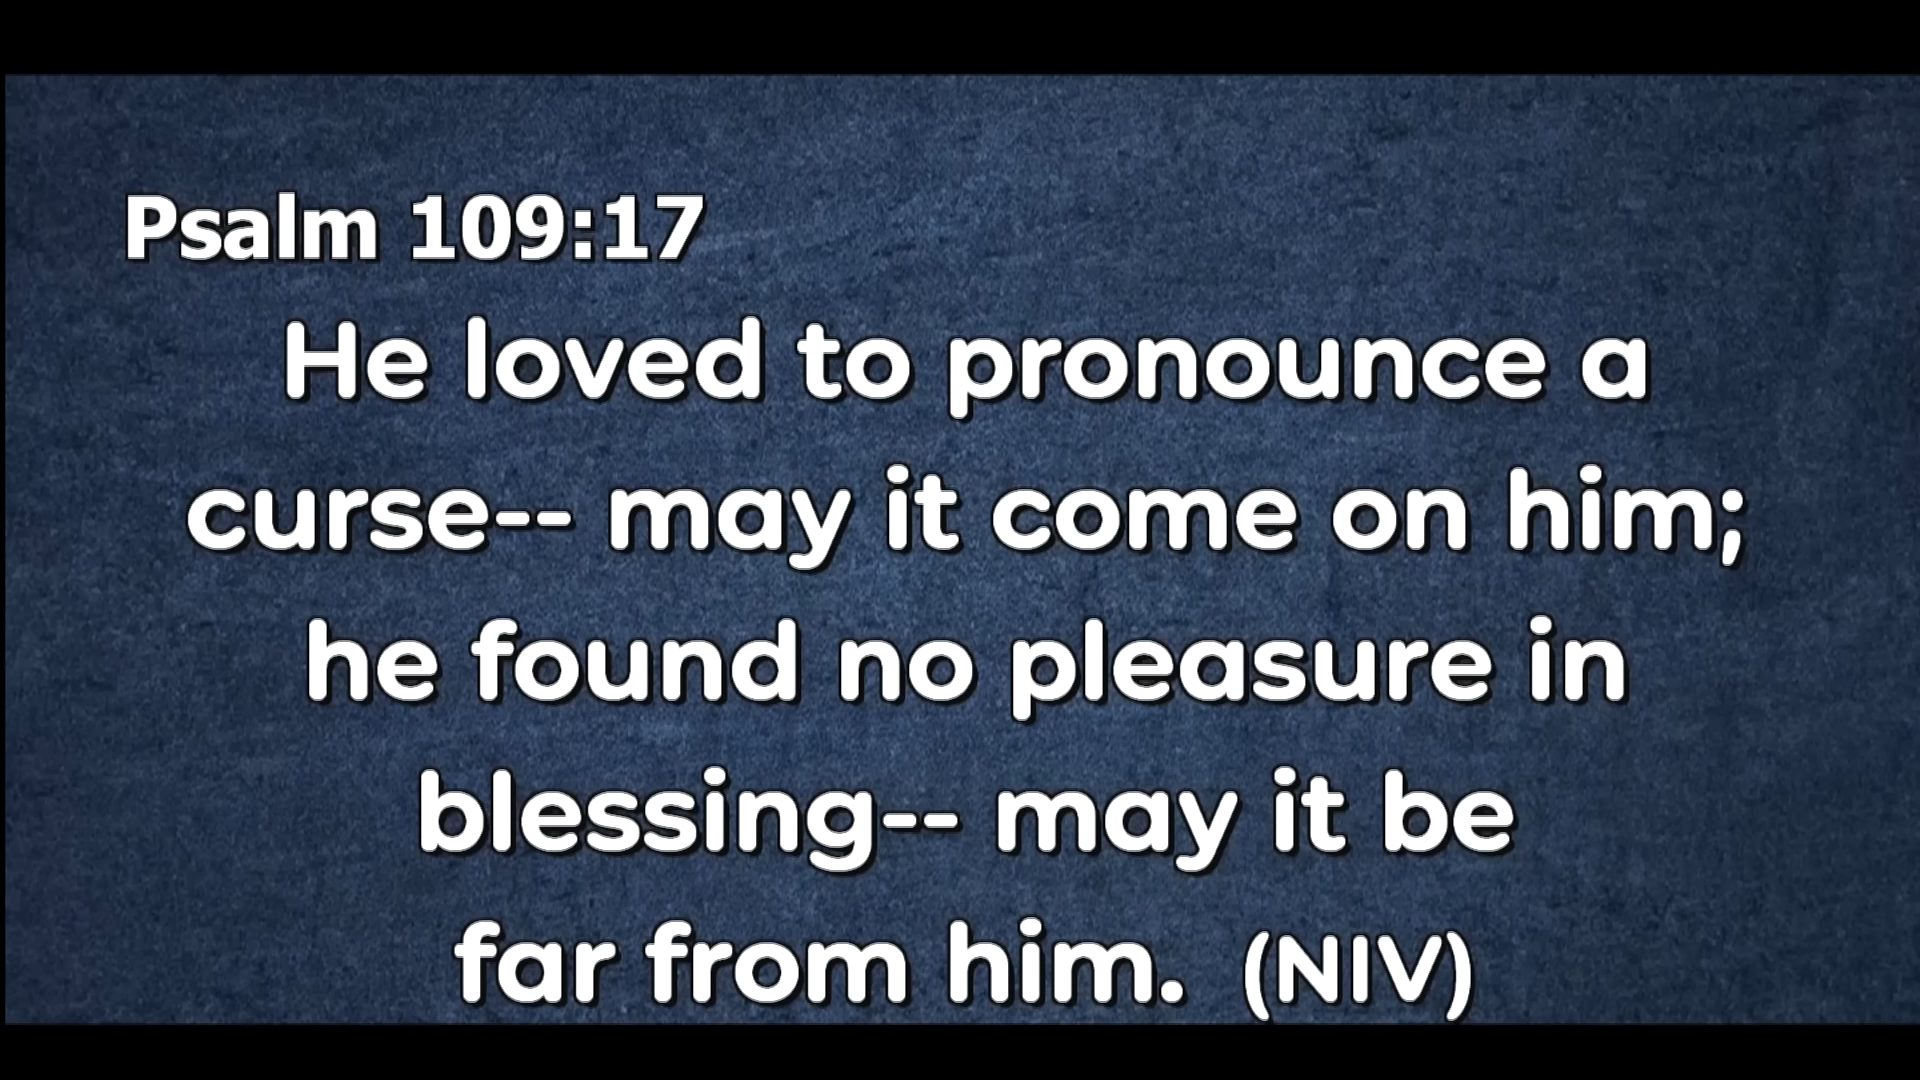 Psalm 109:17
He loved to pronounce a
curse-- may it come on him;
he found no pleasure in
blessing-- may it be
far from him. (NIV)